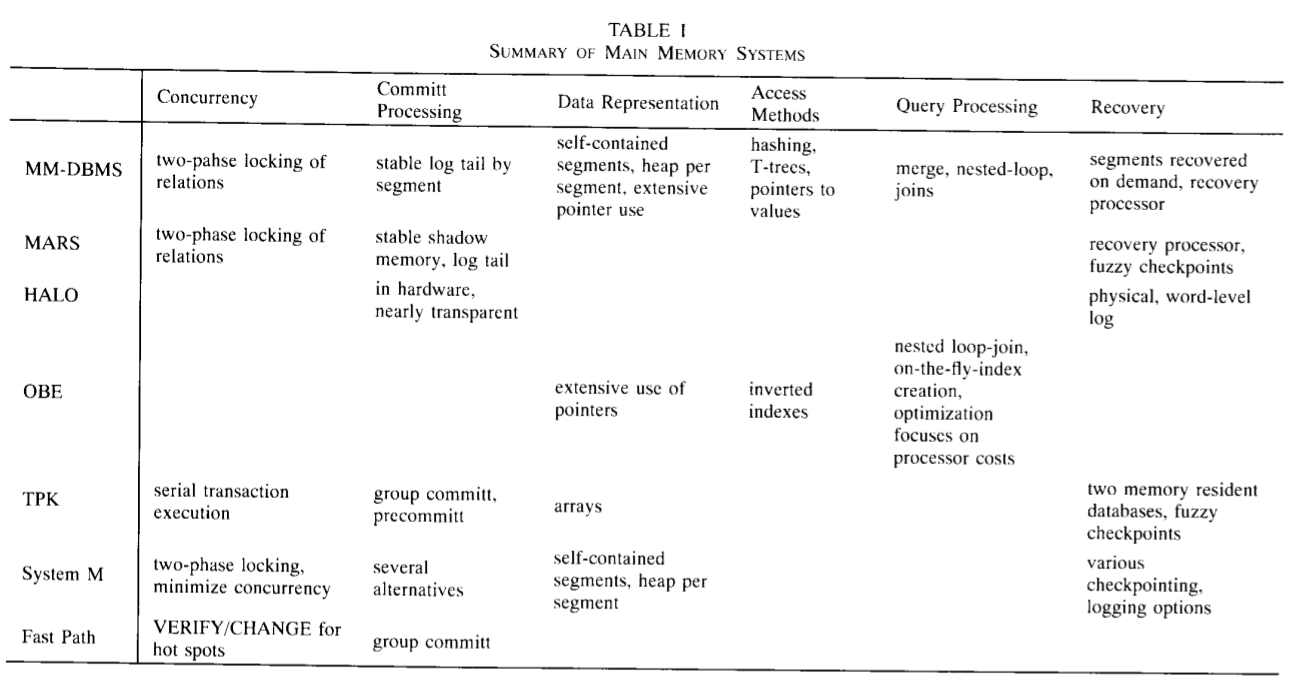 TABLE I
SUMMARY OF MAIN MEMORY SYSTEMS
Concurrency
Committ
Processing
Data Representation
Access
Methods
Query Processing
Recovery
MM-DBMS
two-pahse locking of
relations
stable log tail by
segment
self-contained
segments, heap per
segment, extensive
pointer use
hashing,
T-trees,
pointers to
values
merge, nested-loop,
joins
segments recovered
on demand, recovery
processor
MARS
two-phase locking of
relations
stable shadow
memory, log tail
recovery processor,
fuzzy checkpoints
HALO
in hardware,
nearly transparent
physical, word-level
log
OBE
extensive use of
pointers
inverted
indexes
nested loop-join,
on-the-fly-index
creation,
optimization
focuses on
processor costs
TPK
serial transaction
execution
group committ,
precommitt
arrays
two memory resident
databases, fuzzy
checkpoints
System M
two-phase locking,
minimize concurrency
several
alternatives
self-contained
segments, heap per
segment
various
checkpointing,
logging options
Fast Path
VERIFY/CHANGE for
hot spots
group committ